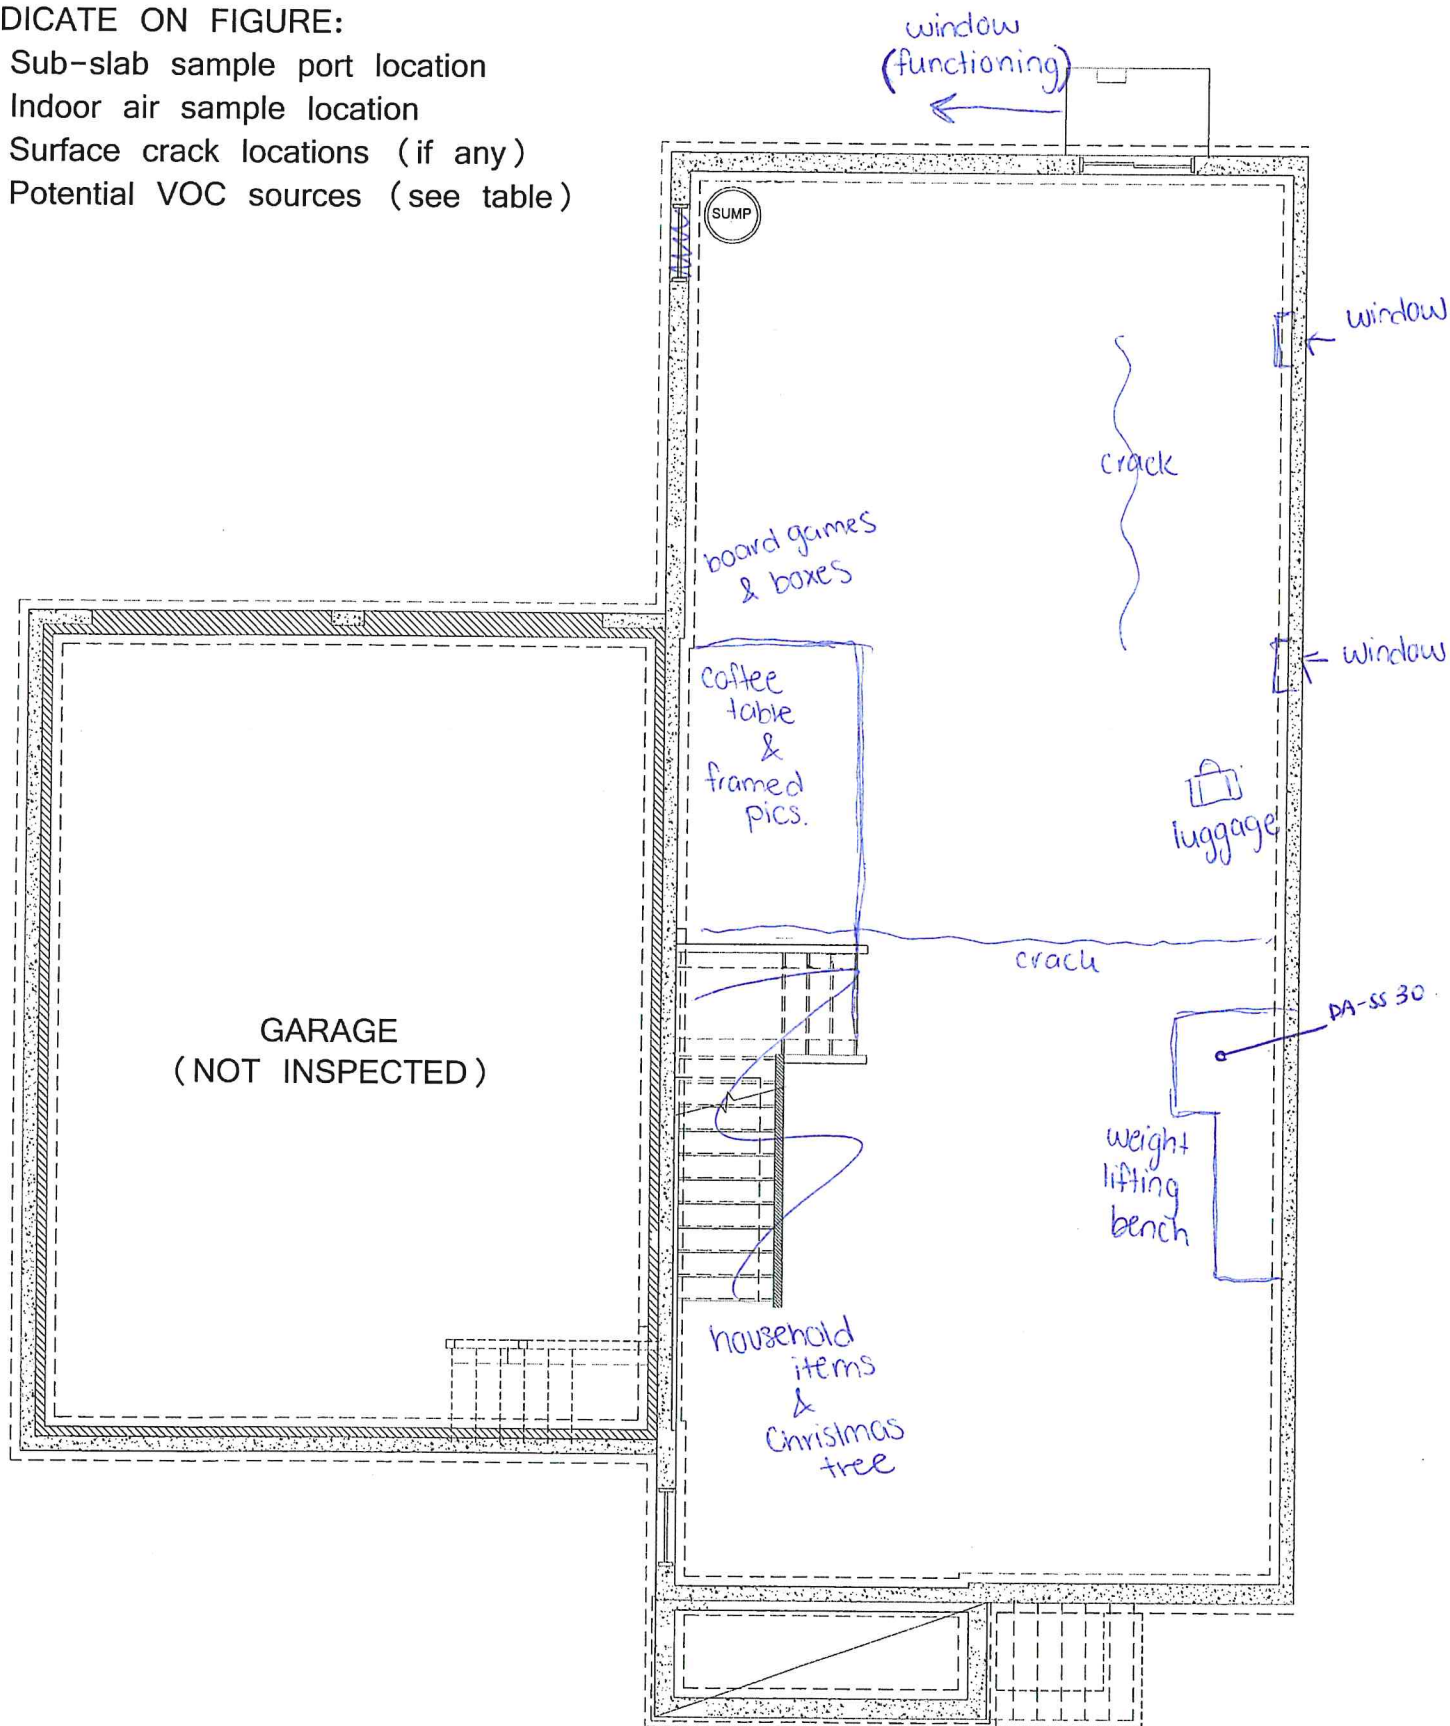 DICATE ON FIGURE:
Sub-slab sample port location
Indoor air sample location
Surface crack locations (if any)
Potential VOC sources (see table)
window
(functioning)
SUMP
window
crack
board games
& boxes
window
coffee
table
&
framed
pics.
luggage
crack
DA-SS 30
GARAGE
(NOT INSPECTED)
weight
lifting
bench
household
items
&
Christmas
tree